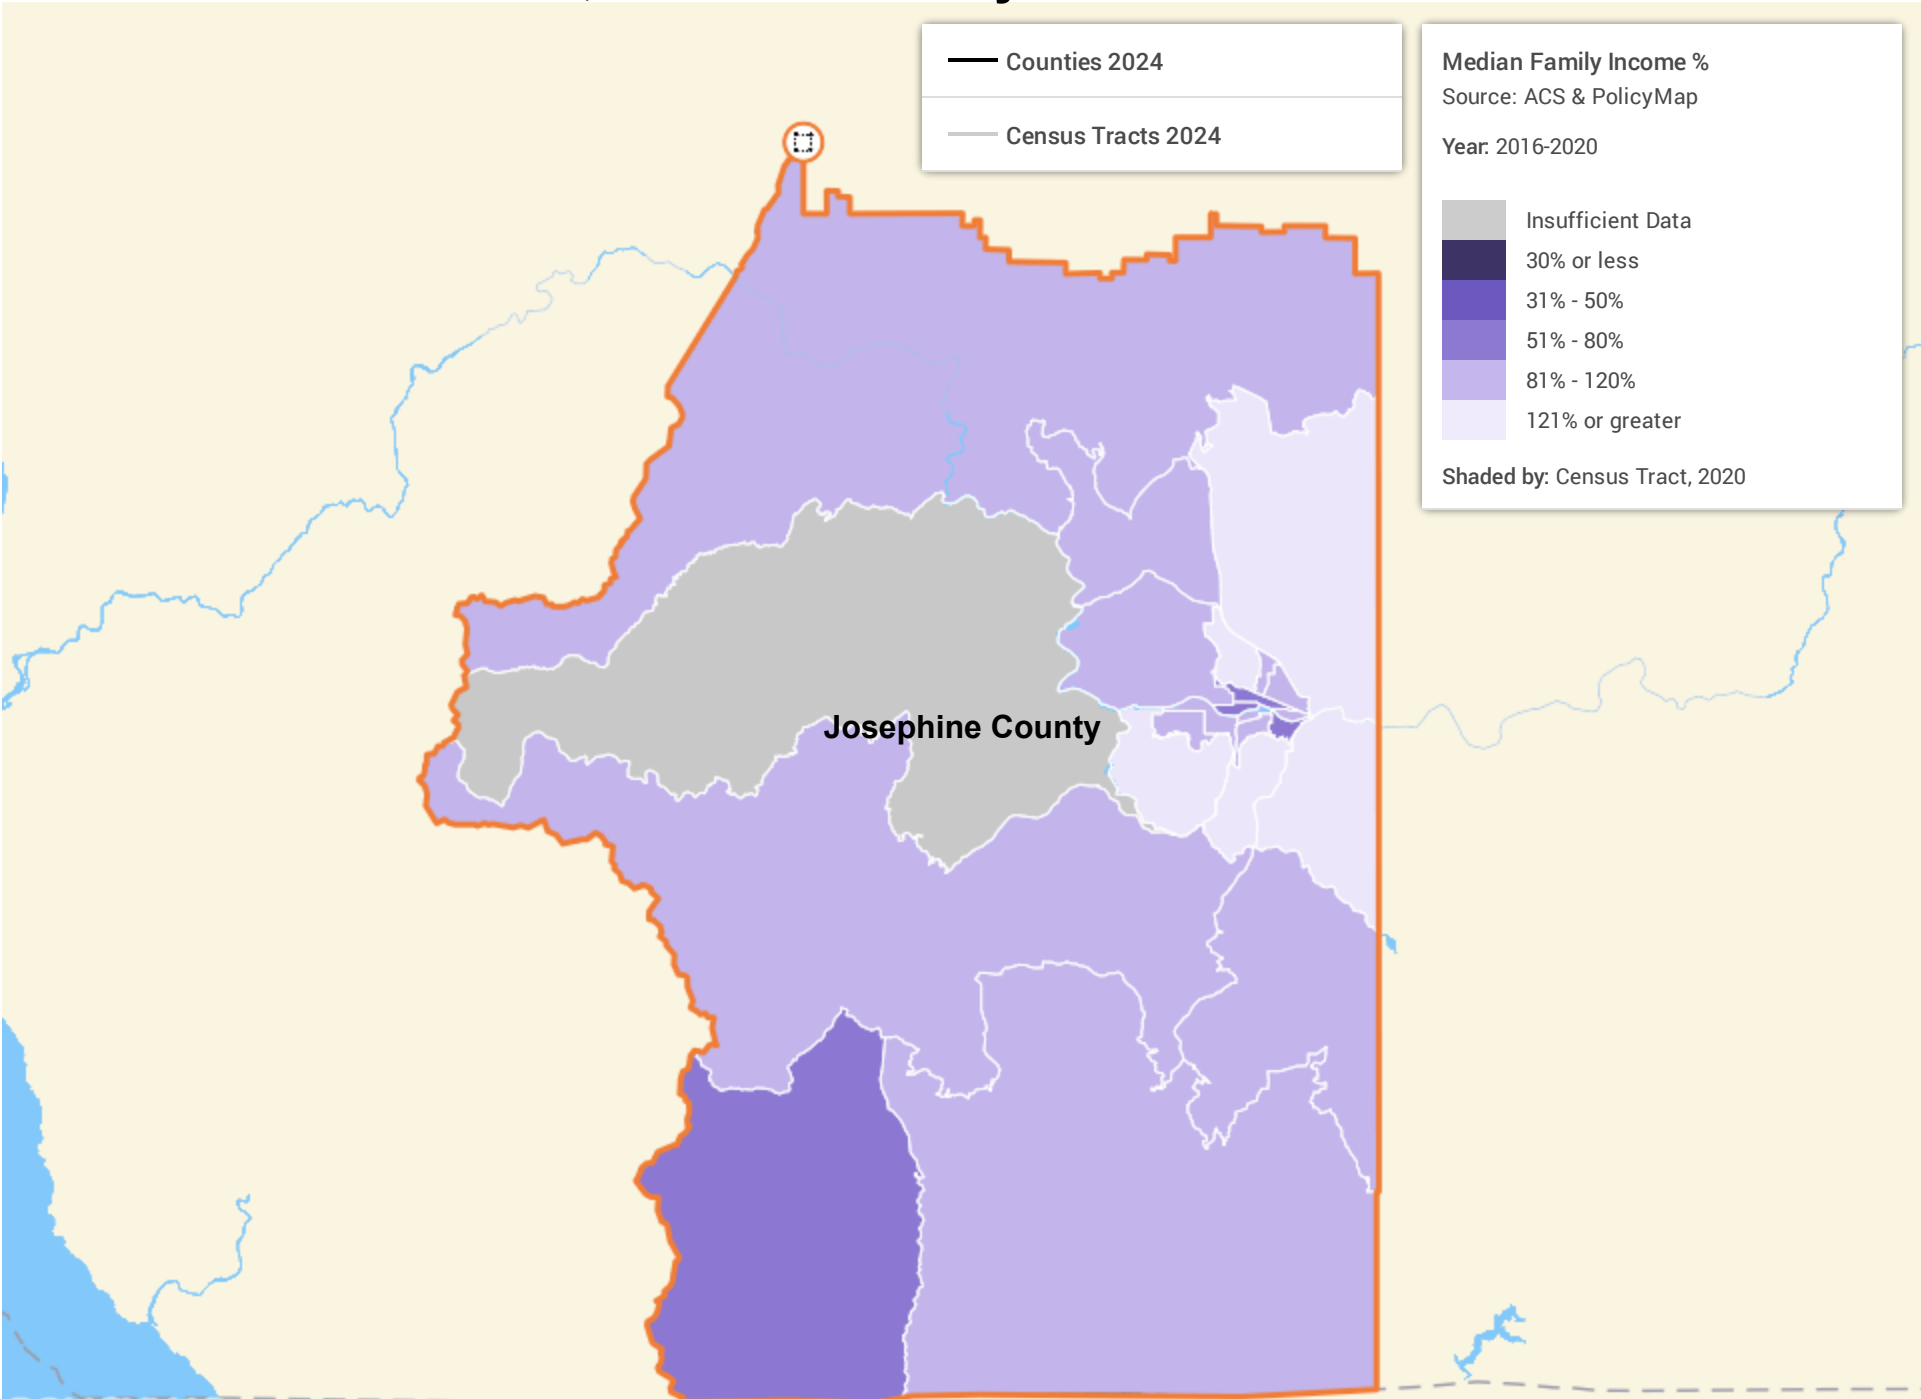 Counties 2024
Census Tracts 2024
Median Family Income %
Source: ACS & PolicyMap
Year: 2016-2020
Insufficient Data
30% or less
31% - 50%
51% - 80%
81% - 120%
121% or greater
Shaded by: Census Tract, 2020
Josephine County